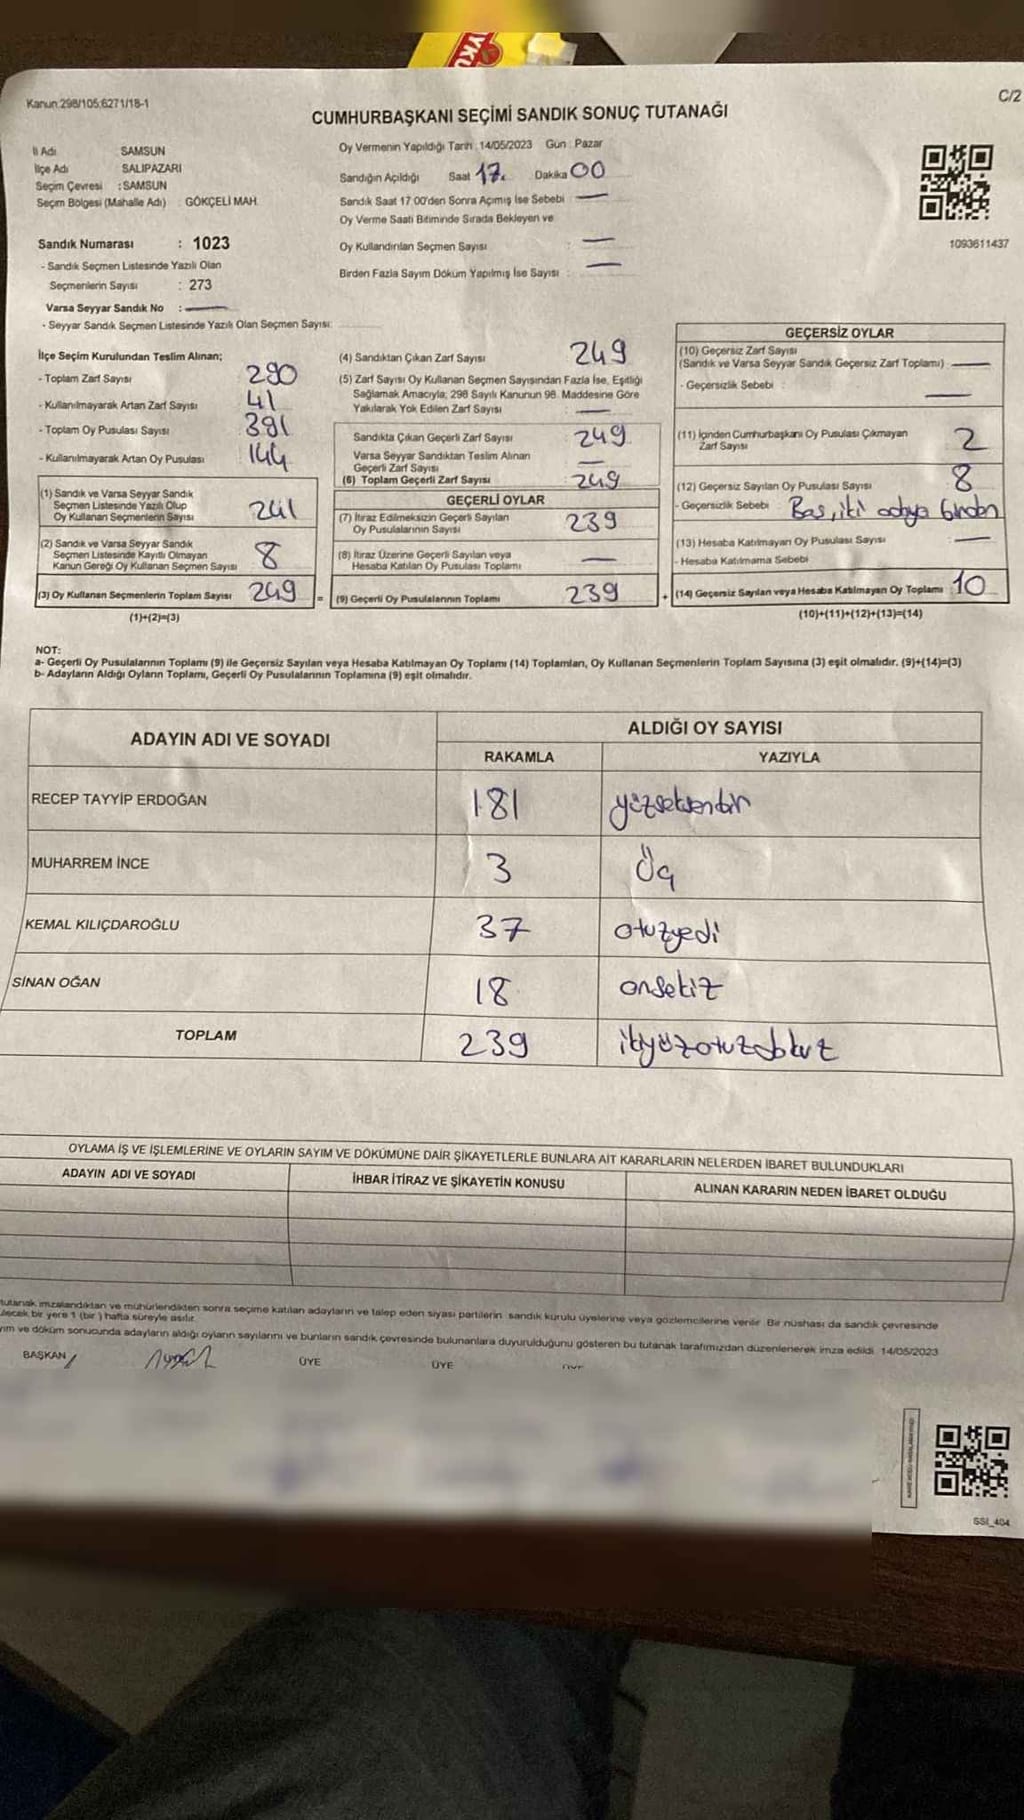 YKU
Kanun:298/105;6271/18-1
C/2
CUMHURBAŞKANI SEÇİMİ SANDIK SONUÇ TUTANAĞI
İl Adı SAMSUN
İlçe Adı SALIPAZARI
Seçim Çevresi : SAMSUN
Seçim Bölgesi (Mahalle Adı) : GÖKÇELİ MAH.
Oy Vermenin Yapıldığı Tarih : 14/05/2023 Gün : Pazar
Sandığın Açıldığı Saat 17. Dakika 00
Sandık Saat 17 00'den Sonra Açımış İse Sebebi —
Oy Verme Saati Bitiminde Sırada Bekleyen ve
Oy Kullandırılan Seçmen Sayısı : —
Birden Fazla Sayım Döküm Yapılmış İse Sayısı : —
1093611437
Sandık Numarası : 1023
- Sandık Seçmen Listesinde Yazılı Olan
Seçmenlerin Sayısı : 273
Varsa Seyyar Sandık No : —
- Seyyar Sandık Seçmen Listesinde Yazılı Olan Seçmen Sayısı:
İlçe Seçim Kurulundan Teslim Alınan;
- Toplam Zarf Sayısı 290
- Kullanılmayarak Artan Zarf Sayısı 41
- Toplam Oy Pusulası Sayısı 391
- Kullanılmayarak Artan Oy Pusulası 144
(1) Sandık ve Varsa Seyyar Sandık
Seçmen Listesinde Yazılı Olup
Oy Kullanan Seçmenlerin Sayısı 241
(2) Sandık ve Varsa Seyyar Sandık
Seçmen Listesinde Kayıtlı Olmayan
Kanun Gereği Oy Kullanan Seçmen Sayısı 8
(3) Oy Kullanan Seçmenlerin Toplam Sayısı 249 =
(1)+(2)=(3)
(4) Sandıktan Çıkan Zarf Sayısı 249
(5) Zarf Sayısı Oy Kullanan Seçmen Sayısından Fazla İse, Eşitliği
Sağlamak Amacıyla; 298 Sayılı Kanunun 98. Maddesine Göre
Yakılarak Yok Edilen Zarf Sayısı —
Sandıkta Çıkan Geçerli Zarf Sayısı 249
Varsa Seyyar Sandıktan Teslim Alınan
Geçerli Zarf Sayısı —
(6) Toplam Geçerli Zarf Sayısı 249
GEÇERLİ OYLAR
(7) İtiraz Edilmeksizin Geçerli Sayılan
Oy Pusulalarının Sayısı 239
(8) İtiraz Üzerine Geçerli Sayılan veya
Hesaba Katılan Oy Pusulası Toplamı —
(9) Geçerli Oy Pusulalarının Toplamı 239 +
GEÇERSİZ OYLAR
(10) Geçersiz Zarf Sayısı
(Sandık ve Varsa Seyyar Sandık Geçersiz Zarf Toplamı) —
- Geçersizlik Sebebi : —
(11) İçinden Cumhurbaşkanı Oy Pusulası Çıkmayan
Zarf Sayısı 2
(12) Geçersiz Sayılan Oy Pusulası Sayısı 8
- Geçersizlik Sebebi Boş, iki adaya birden
(13) Hesaba Katılmayan Oy Pusulası Sayısı —
- Hesaba Katılmama Sebebi
(14) Geçersiz Sayılan veya Hesaba Katılmayan Oy Toplamı 10
(10)+(11)+(12)+(13)=(14)
NOT:
a- Geçerli Oy Pusulalarının Toplamı (9) ile Geçersiz Sayılan veya Hesaba Katılmayan Oy Toplamı (14) Toplamları, Oy Kullanan Seçmenlerin Toplam Sayısına (3) eşit olmalıdır. (9)+(14)=(3)
b- Adayların Aldığı Oyların Toplamı, Geçerli Oy Pusulalarının Toplamına (9) eşit olmalıdır.
ADAYIN ADI VE SOYADI ALDIĞI OY SAYISI
RAKAMLA YAZIYLA
RECEP TAYYİP ERDOĞAN 181 yüzseksenbir
MUHARREM İNCE 3 Üç
KEMAL KILIÇDAROĞLU 37 otuzyedi
SİNAN OĞAN 18 onsekiz
TOPLAM 239 ikiyüzotuzdokuz
OYLAMA İŞ VE İŞLEMLERİNE VE OYLARIN SAYIM VE DÖKÜMÜNE DAİR ŞİKAYETLERLE BUNLARA AİT KARARLARIN NELERDEN İBARET BULUNDUKLARI
ADAYIN ADI VE SOYADI İHBAR İTİRAZ VE ŞİKAYETİN KONUSU ALINAN KARARIN NEDEN İBARET OLDUĞU
tutanak imzalandıktan ve mühürlendikten sonra seçime katılan adayların ve talep eden siyasi partilerin sandık kurulu üyelerine veya gözlemcilerine verilir. Bir nüshası da sandık çevresinde
lecek bir yere 1 (bir) hafta süreyle asılır.
yım ve döküm sonucunda adayların aldığı oyların sayılarını ve bunların sandık çevresinde bulunanlara duyurulduğunu gösteren bu tutanak tarafımızdan düzenlenerek imza edildi. 14/05/2023
BAŞKAN ÜYE ÜYE
SSİ_404